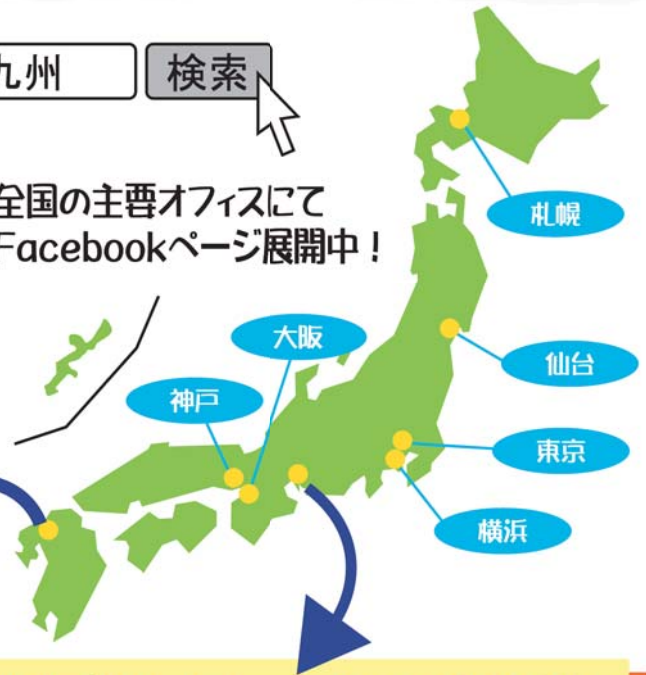 九州
検索
全国の主要オフィスにて
Facebookページ展開中！
札幌
大阪
仙台
神戸
東京
横浜